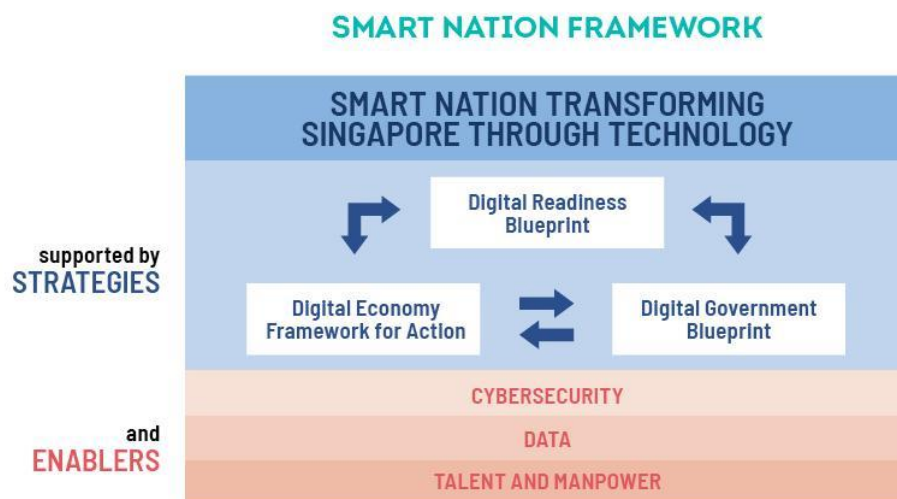 SMART NATION FRAMEWORK
SMART NATION TRANSFORMING
SINGAPORE THROUGH TECHNOLOGY
supported by
STRATEGIES
Digital Readiness
Blueprint
Digital Economy
Framework for Action
Digital Government
Blueprint
and
ENABLERS
CYBERSECURITY
DATA
TALENT AND MANPOWER